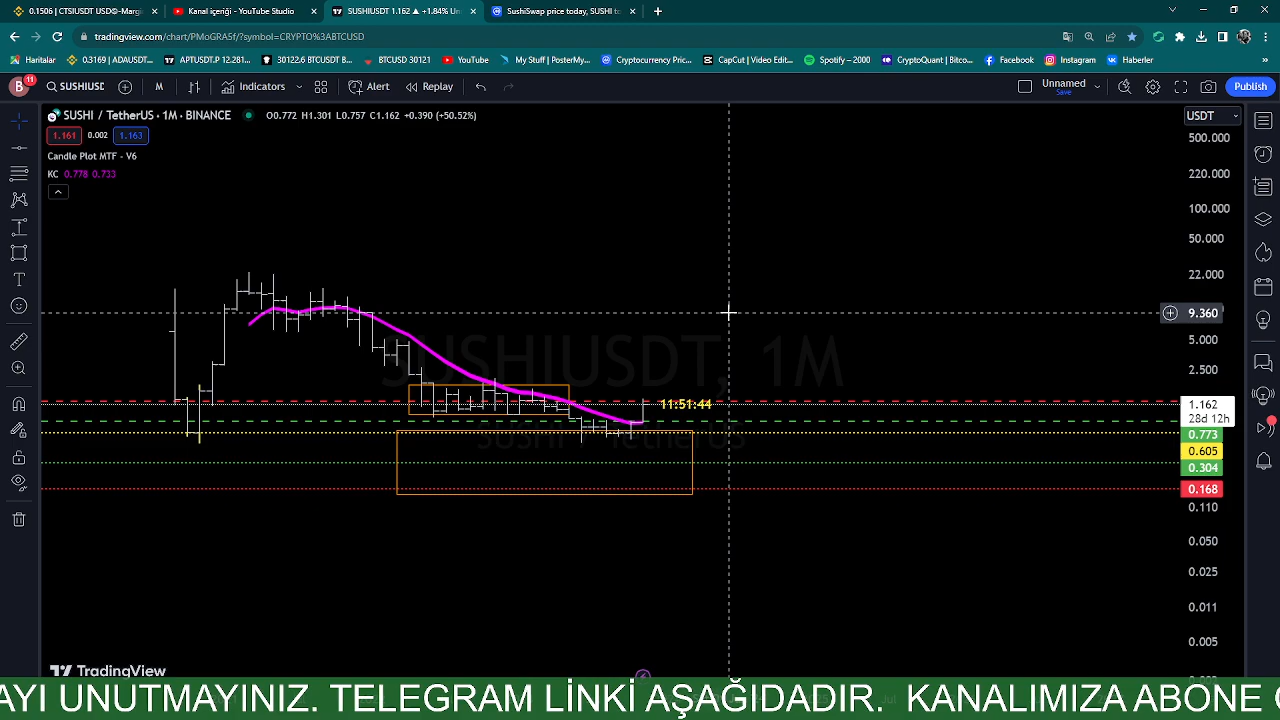 0.1506 | CTSIUSDT USD⊙-Margi
Kanal içeriği - YouTube Studio
SUSHIUSDT 1.162 ▲ +1.84% Un
SushiSwap price today, SUSHI to
tradingview.com/chart/PMoGRA5f/?symbol=CRYPTO%3ABTCUSD
Haritalar
0.3169 | ADAUSDT...
APTUSDT.P 12.281...
30122.6 BTCUSDT B...
BTCUSD 30121
YouTube
My Stuff | PosterMy...
Cryptocurrency Pric...
CapCut | Video Edit...
Spotify – 2000
CryptoQuant | Bitco...
Facebook
Instagram
Haberler
»
B
11
SUSHIUSD
M
Indicators
Alert
Replay
Unnamed
Save
Publish
SUSHI / TetherUS · 1M · BINANCE
O0.772 H1.301 L0.757 C1.162 +0.390 (+50.52%)
USDT
1.161 0.002 1.163
Candle Plot MTF - V6
KC 0.778 0.733
500.000
220.000
100.000
50.000
22.000
9.360
5.000
2.500
SUSHIUSDT, 1M
SUSHI / TetherUS
11:51:44
1.162
28d 12h
0.773
0.605
0.304
0.168
0.110
0.050
0.025
0.011
0.005
TradingView
AYI UNUTMAYINIZ. TELEGRAM LİNKİ AŞAĞIDADIR. KANALIMIZA ABONE